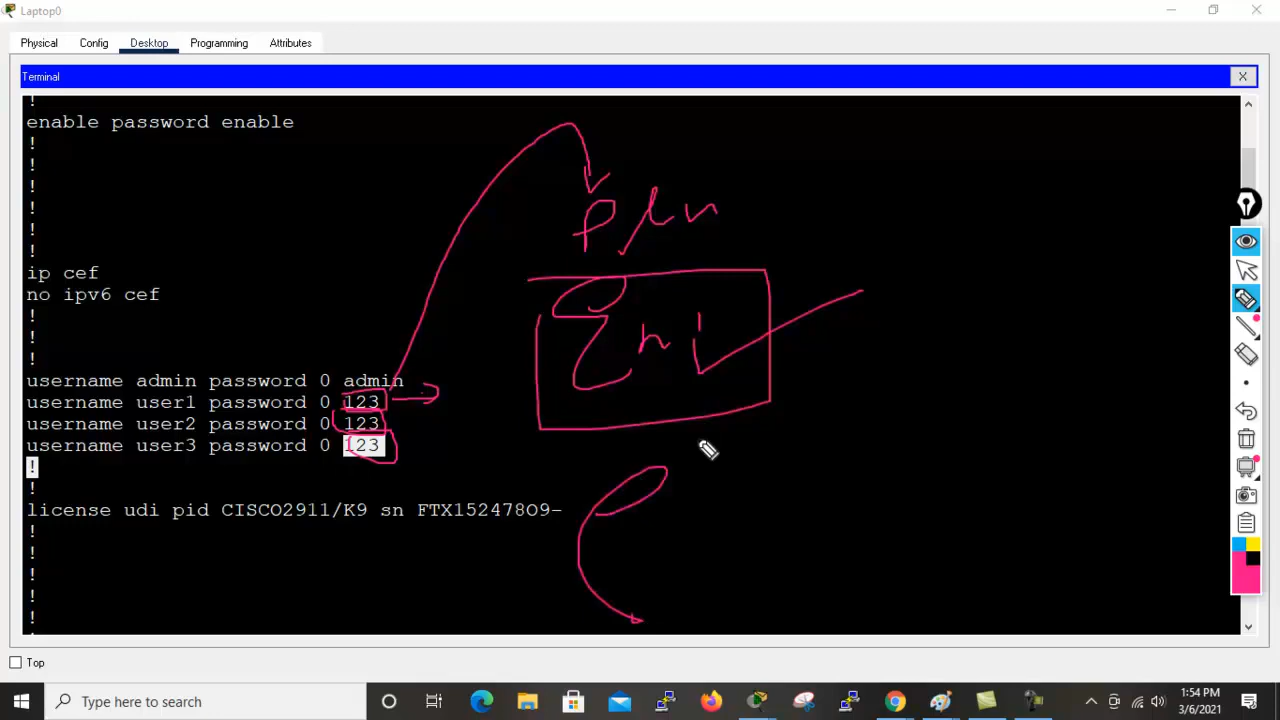 Laptop0
Physical Config Desktop Programming Attributes
Terminal X
!
enable password enable
!
!
!
!
!
!
ip cef
no ipv6 cef
!
!
!
username admin password 0 admin
username user1 password 0 123
username user2 password 0 123
username user3 password 0 123
!
!
license udi pid CISCO2911/K9 sn FTX152478O9-
!
!
!
!
!
Top
Type here to search
1:54 PM
3/6/2021